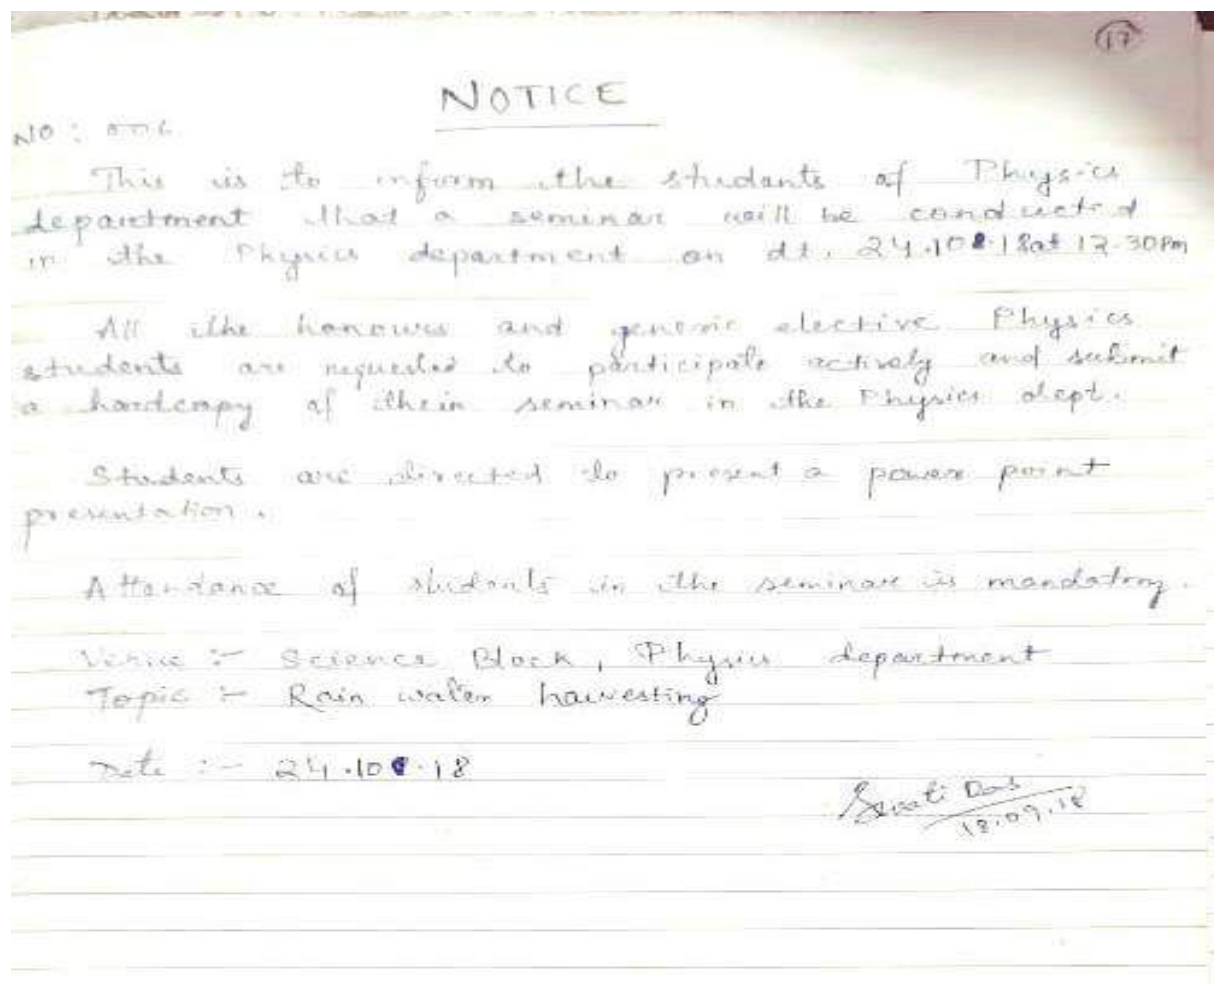 17
NOTICE
NO: 006.
This is to inform the students of Physics
department that a seminar will be conducted
in the Physics department on dt. 24.10.18 at 12.30pm
All the honours and generic elective Physics
students are requested to participate actively and submit
a hardcopy of their seminar in the Physics dept.
Students are directed to present a power point
presentation.
Attendance of students in the seminar is mandatory.
Venue :- Science Block, Physics department
Topic :- Rain water harvesting
Date :- 24.10.18
Das
18.09.18